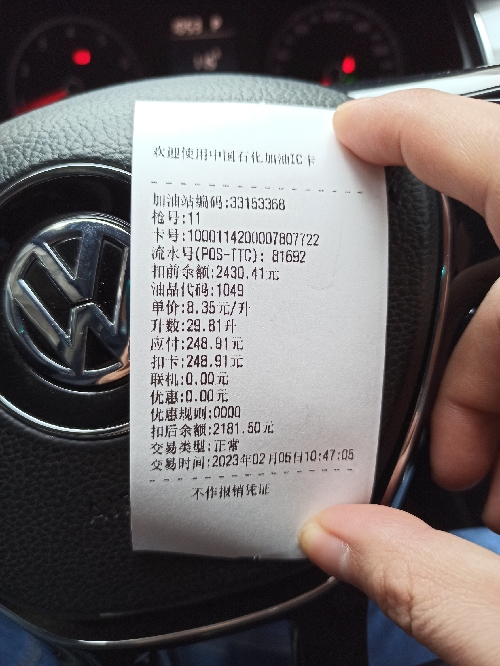 欢迎使用中国石化加油IC卡
加油站编码:33153368
枪号:11
卡号:1000114200007807722
流水号(POS-TTC): 81692
扣前余额:2430.41元
油品代码:1049
单价:8.35元/升
升数:29.81升
应付:248.91元
扣卡:248.91元
联机:0.00元
优惠:0.00元
优惠规则:0000
扣后余额:2181.50元
交易类型:正常
交易时间:2023年02月05日10:47:05
不作报销凭证